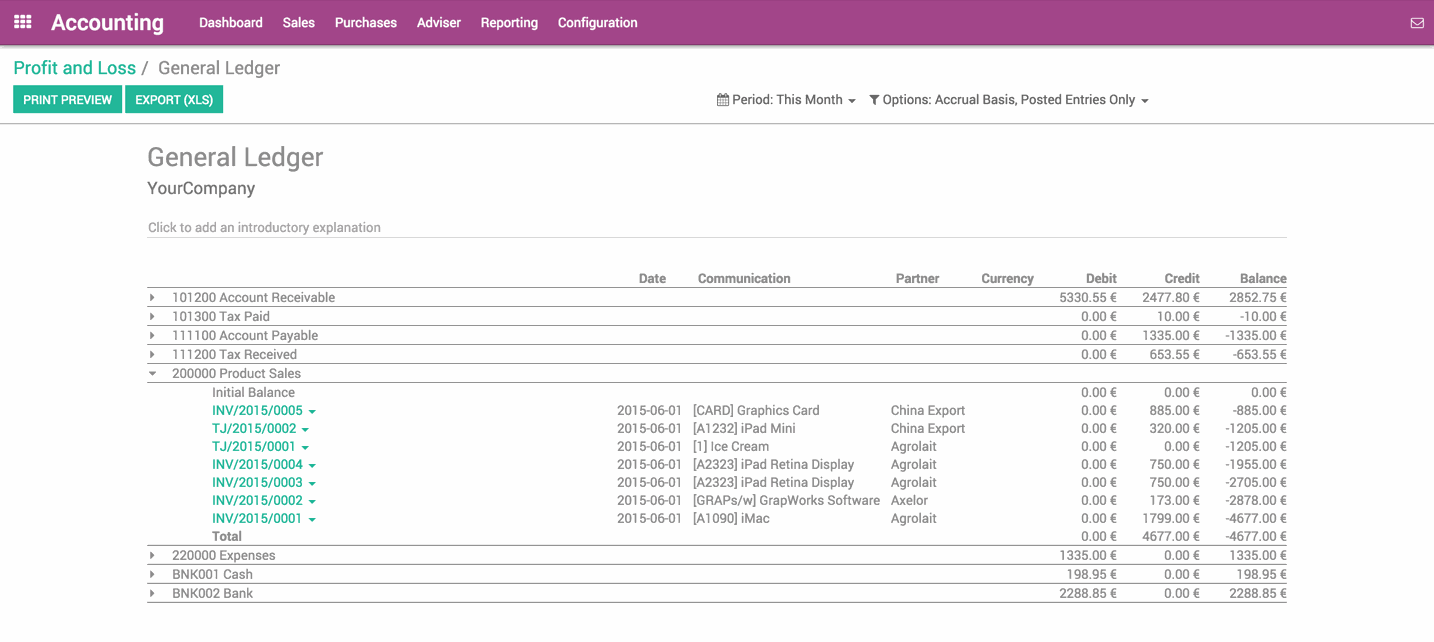 Accounting Dashboard Sales Purchases Adviser Reporting Configuration
Profit and Loss / General Ledger
PRINT PREVIEW EXPORT (XLS) Period: This Month Options: Accrual Basis, Posted Entries Only
General Ledger
YourCompany
Click to add an introductory explanation
Date Communication Partner Currency Debit Credit Balance
101200 Account Receivable 5330.55 € 2477.80 € 2852.75 €
101300 Tax Paid 0.00 € 10.00 € -10.00 €
111100 Account Payable 0.00 € 1335.00 € -1335.00 €
111200 Tax Received 0.00 € 653.55 € -653.55 €
200000 Product Sales
Initial Balance 0.00 € 0.00 € 0.00 €
INV/2015/0005 2015-06-01 [CARD] Graphics Card China Export 0.00 € 885.00 € -885.00 €
TJ/2015/0002 2015-06-01 [A1232] iPad Mini China Export 0.00 € 320.00 € -1205.00 €
TJ/2015/0001 2015-06-01 [1] Ice Cream Agrolait 0.00 € 0.00 € -1205.00 €
INV/2015/0004 2015-06-01 [A2323] iPad Retina Display Agrolait 0.00 € 750.00 € -1955.00 €
INV/2015/0003 2015-06-01 [A2323] iPad Retina Display Agrolait 0.00 € 750.00 € -2705.00 €
INV/2015/0002 2015-06-01 [GRAPs/w] GrapWorks Software Axelor 0.00 € 173.00 € -2878.00 €
INV/2015/0001 2015-06-01 [A1090] iMac Agrolait 0.00 € 1799.00 € -4677.00 €
Total 0.00 € 4677.00 € -4677.00 €
220000 Expenses 1335.00 € 0.00 € 1335.00 €
BNK001 Cash 198.95 € 0.00 € 198.95 €
BNK002 Bank 2288.85 € 0.00 € 2288.85 €